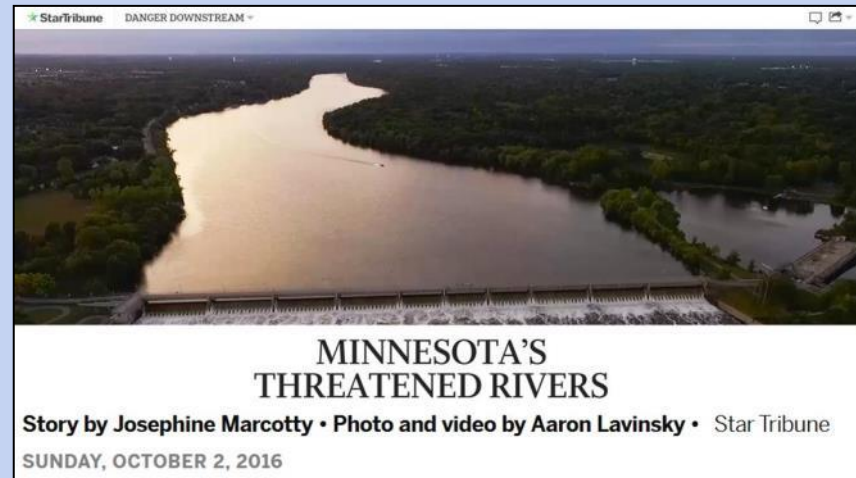 StarTribune DANGER DOWNSTREAM
MINNESOTA'S
THREATENED RIVERS
Story by Josephine Marcotty • Photo and video by Aaron Lavinsky • Star Tribune
SUNDAY, OCTOBER 2, 2016